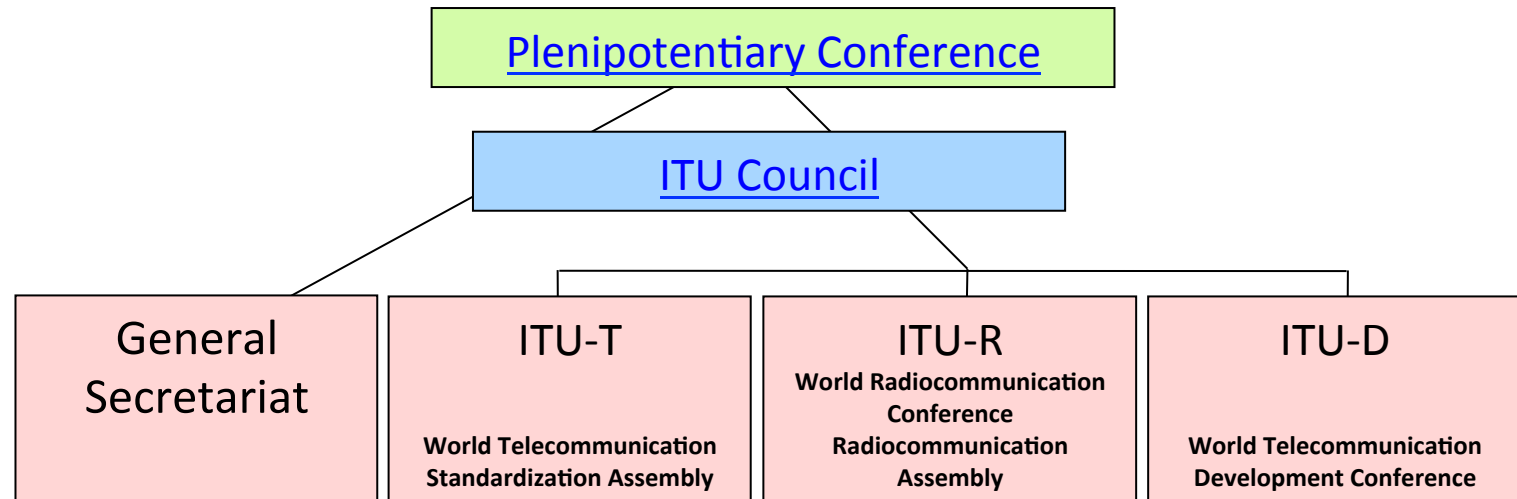 Plenipotentiary Conference
ITU Council
General
Secretariat
ITU-T
World Telecommunication
Standardization Assembly
ITU-R
World Radiocommunication
Conference
Radiocommunication
Assembly
ITU-D
World Telecommunication
Development Conference